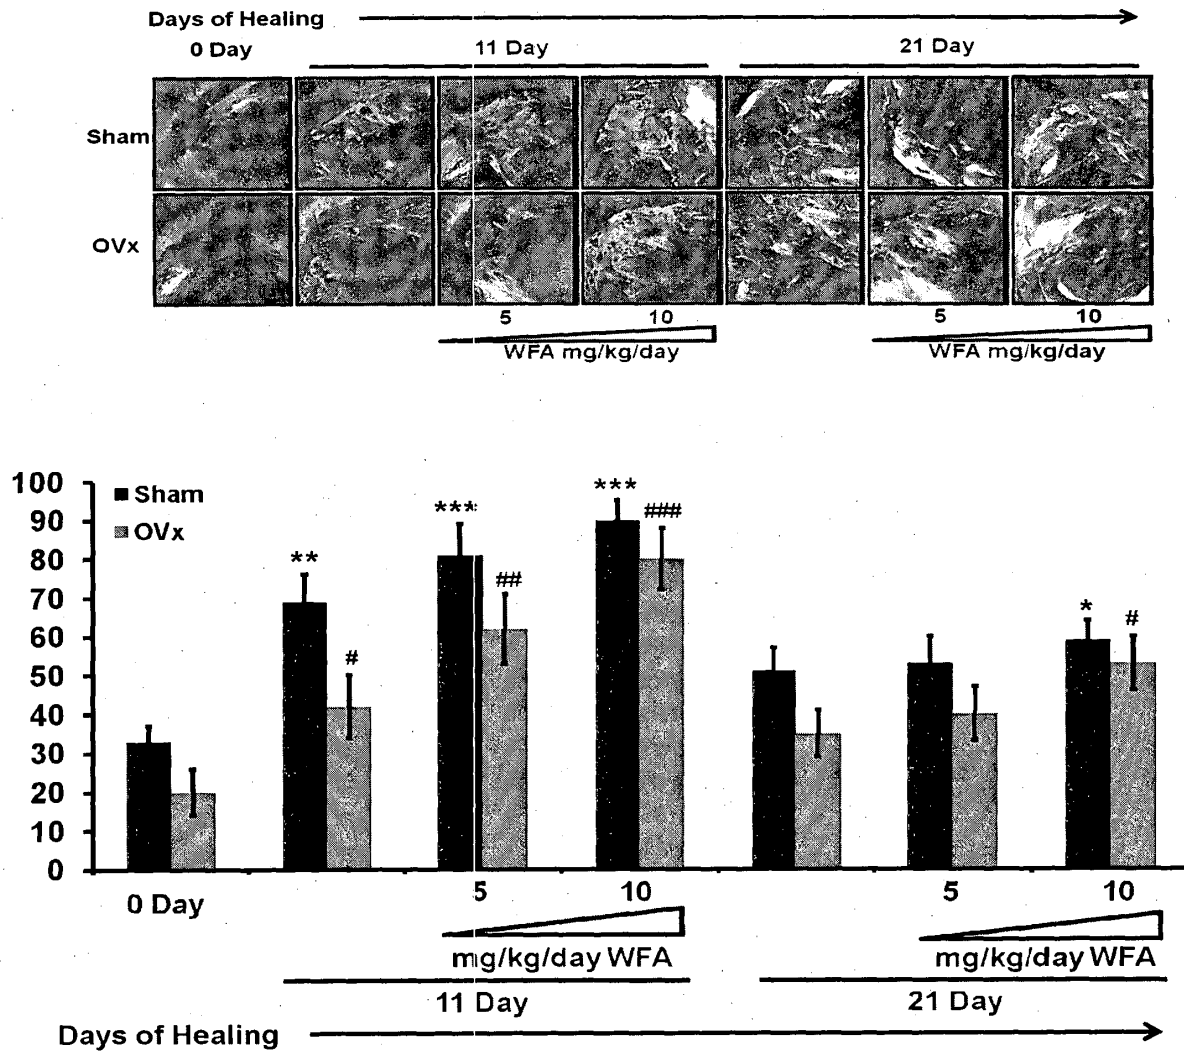 Days of Healing
0 Day 11 Day 21 Day
Sham
OVx
5 10 5 10
WFA mg/kg/day WFA mg/kg/day
100
Sham
OVx
90
80
70
60
50
40
30
20
10
0
*** *** ###
** ##
# * #
0 Day 5 10 5 10
mg/kg/day WFA mg/kg/day WFA
11 Day 21 Day
Days of Healing